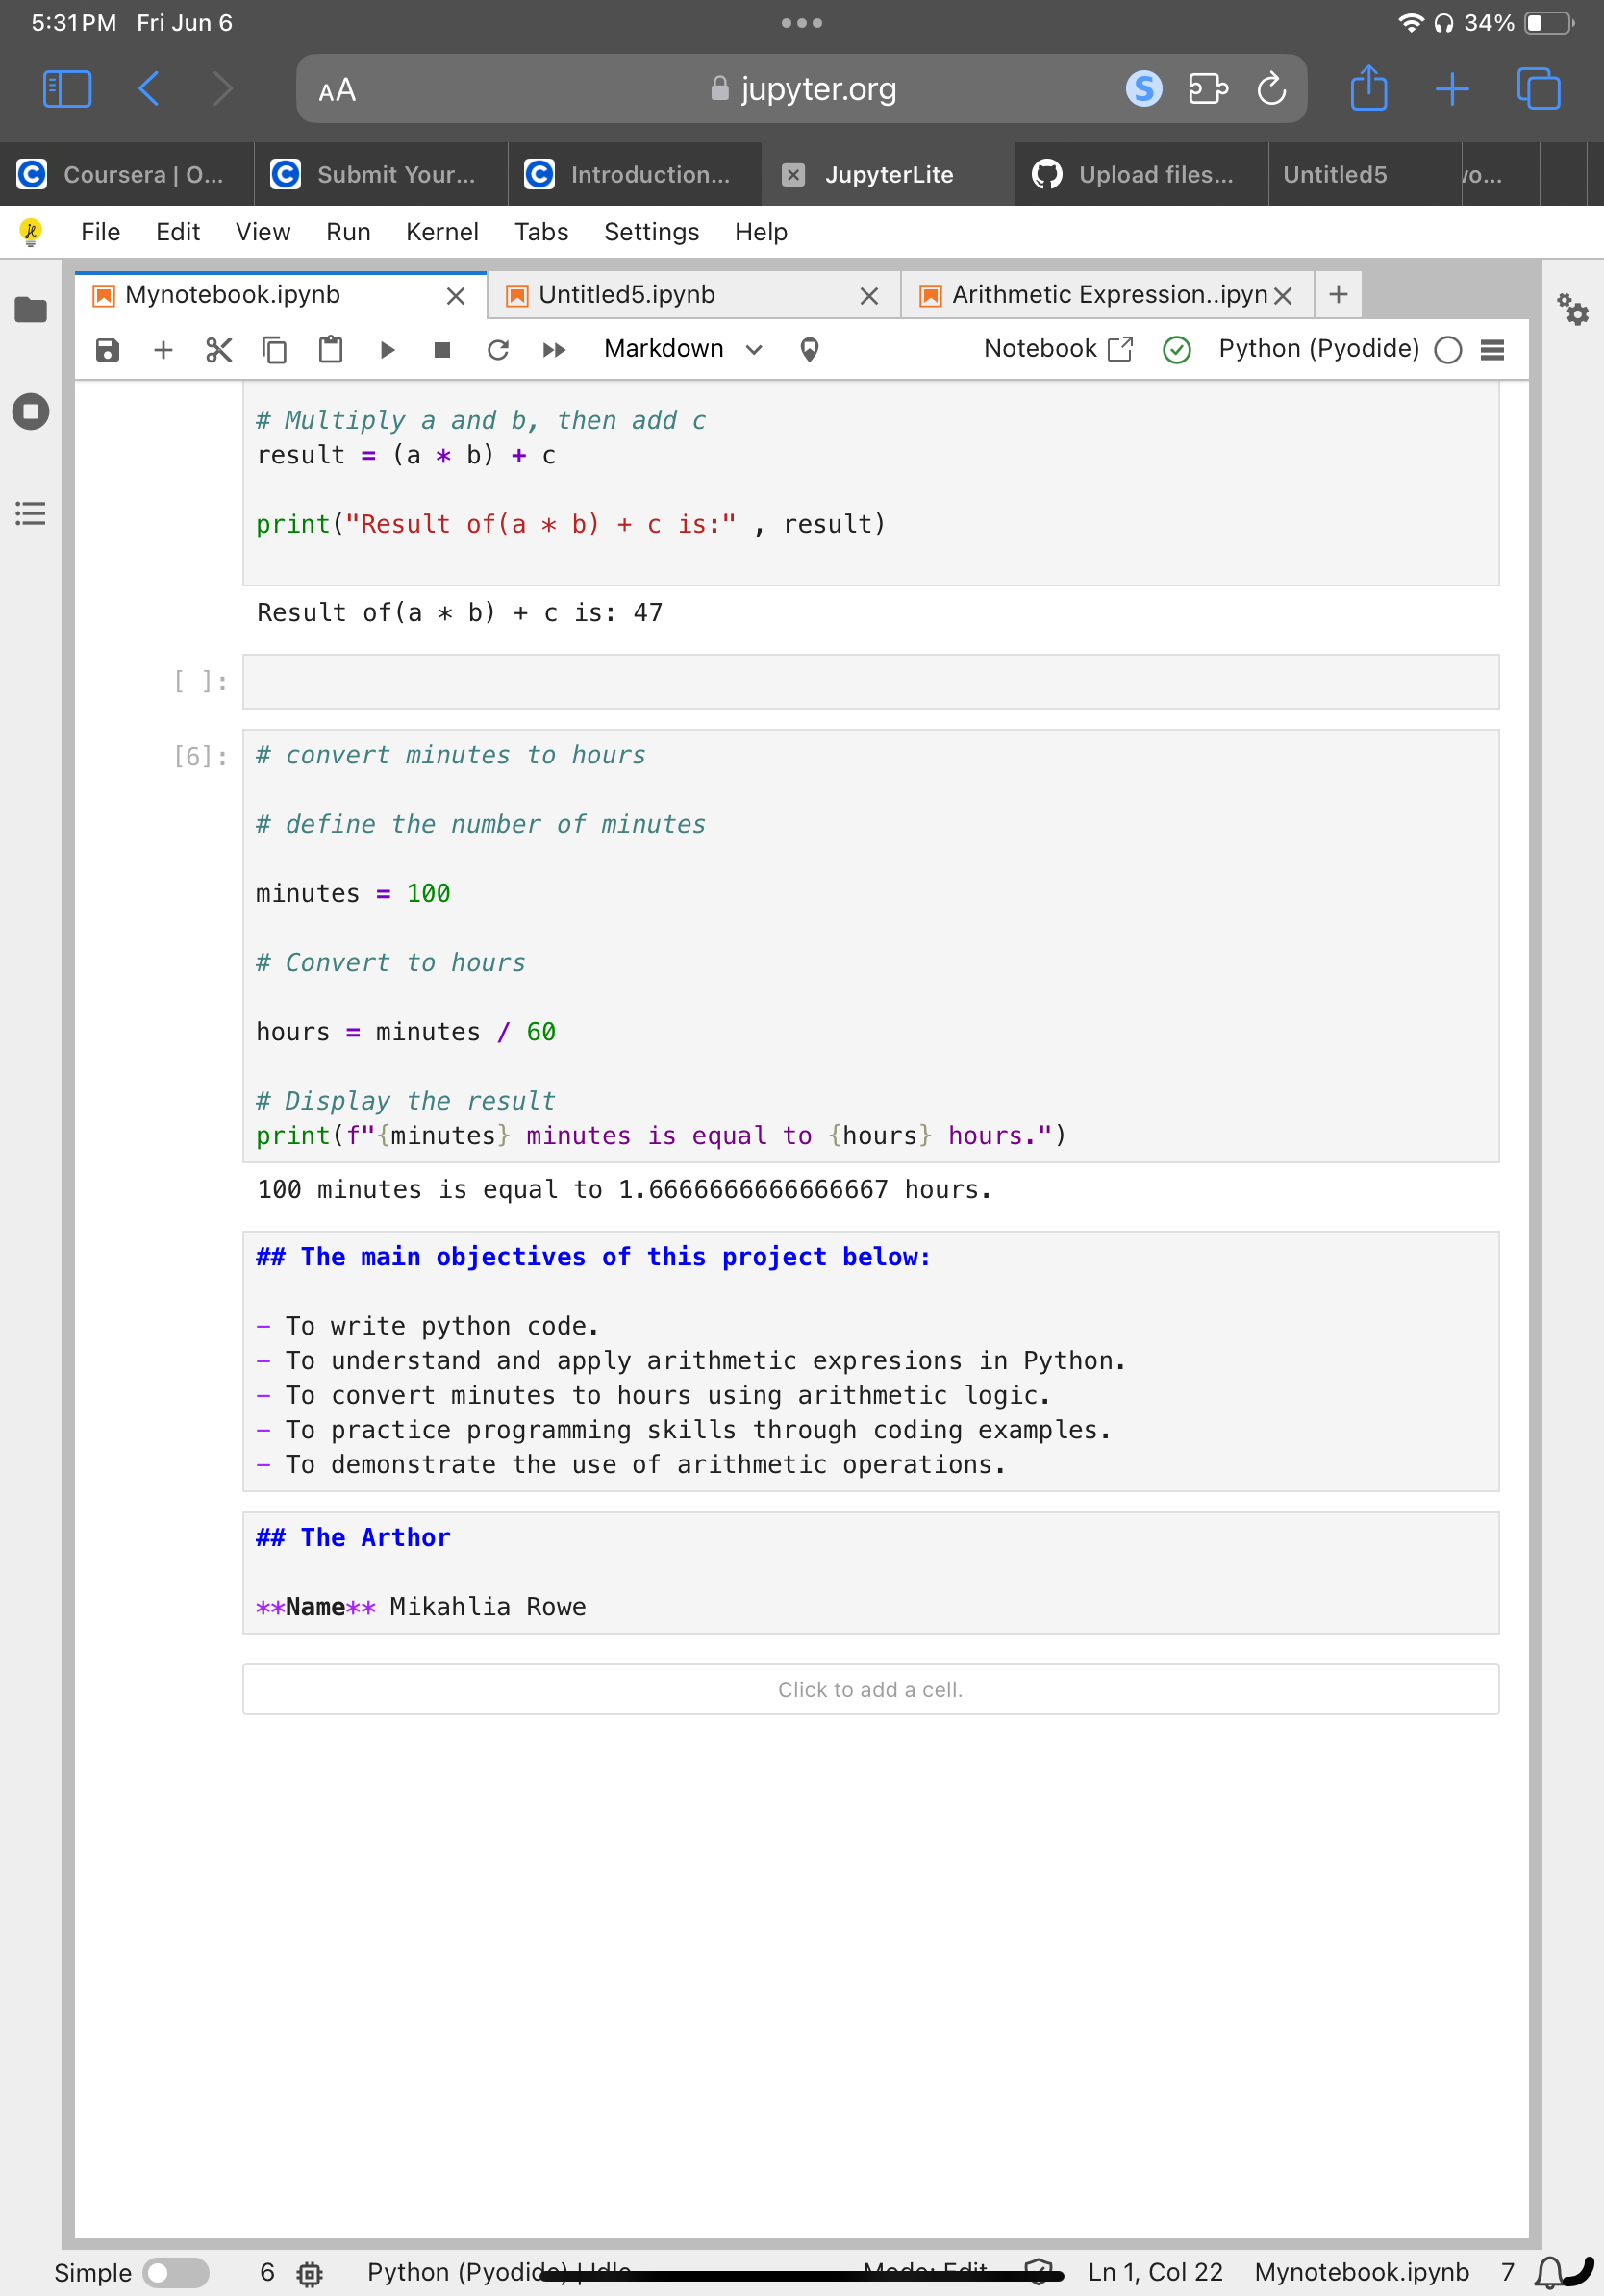 5:31 PM Fri Jun 6
34%
AA
jupyter.org
S
Coursera | O...
Submit Your...
Introduction...
JupyterLite
Upload files...
Untitled5
File Edit View Run Kernel Tabs Settings Help
Mynotebook.ipynb
Untitled5.ipynb
Arithmetic Expression..ipyn
Markdown
Notebook
Python (Pyodide)
# Multiply a and b, then add c
result = (a * b) + c
print("Result of(a * b) + c is:" , result)
Result of(a * b) + c is: 47
[ ]:
[6]:
# convert minutes to hours
# define the number of minutes
minutes = 100
# Convert to hours
hours = minutes / 60
# Display the result
print(f"{minutes} minutes is equal to {hours} hours.")
100 minutes is equal to 1.6666666666666667 hours.
## The main objectives of this project below:
- To write python code.
- To understand and apply arithmetic expresions in Python.
- To convert minutes to hours using arithmetic logic.
- To practice programming skills through coding examples.
- To demonstrate the use of arithmetic operations.
## The Arthor
**Name** Mikahlia Rowe
Click to add a cell.
Simple 6 Python (Pyodide) | Idle Mode: Edit Ln 1, Col 22 Mynotebook.ipynb 7